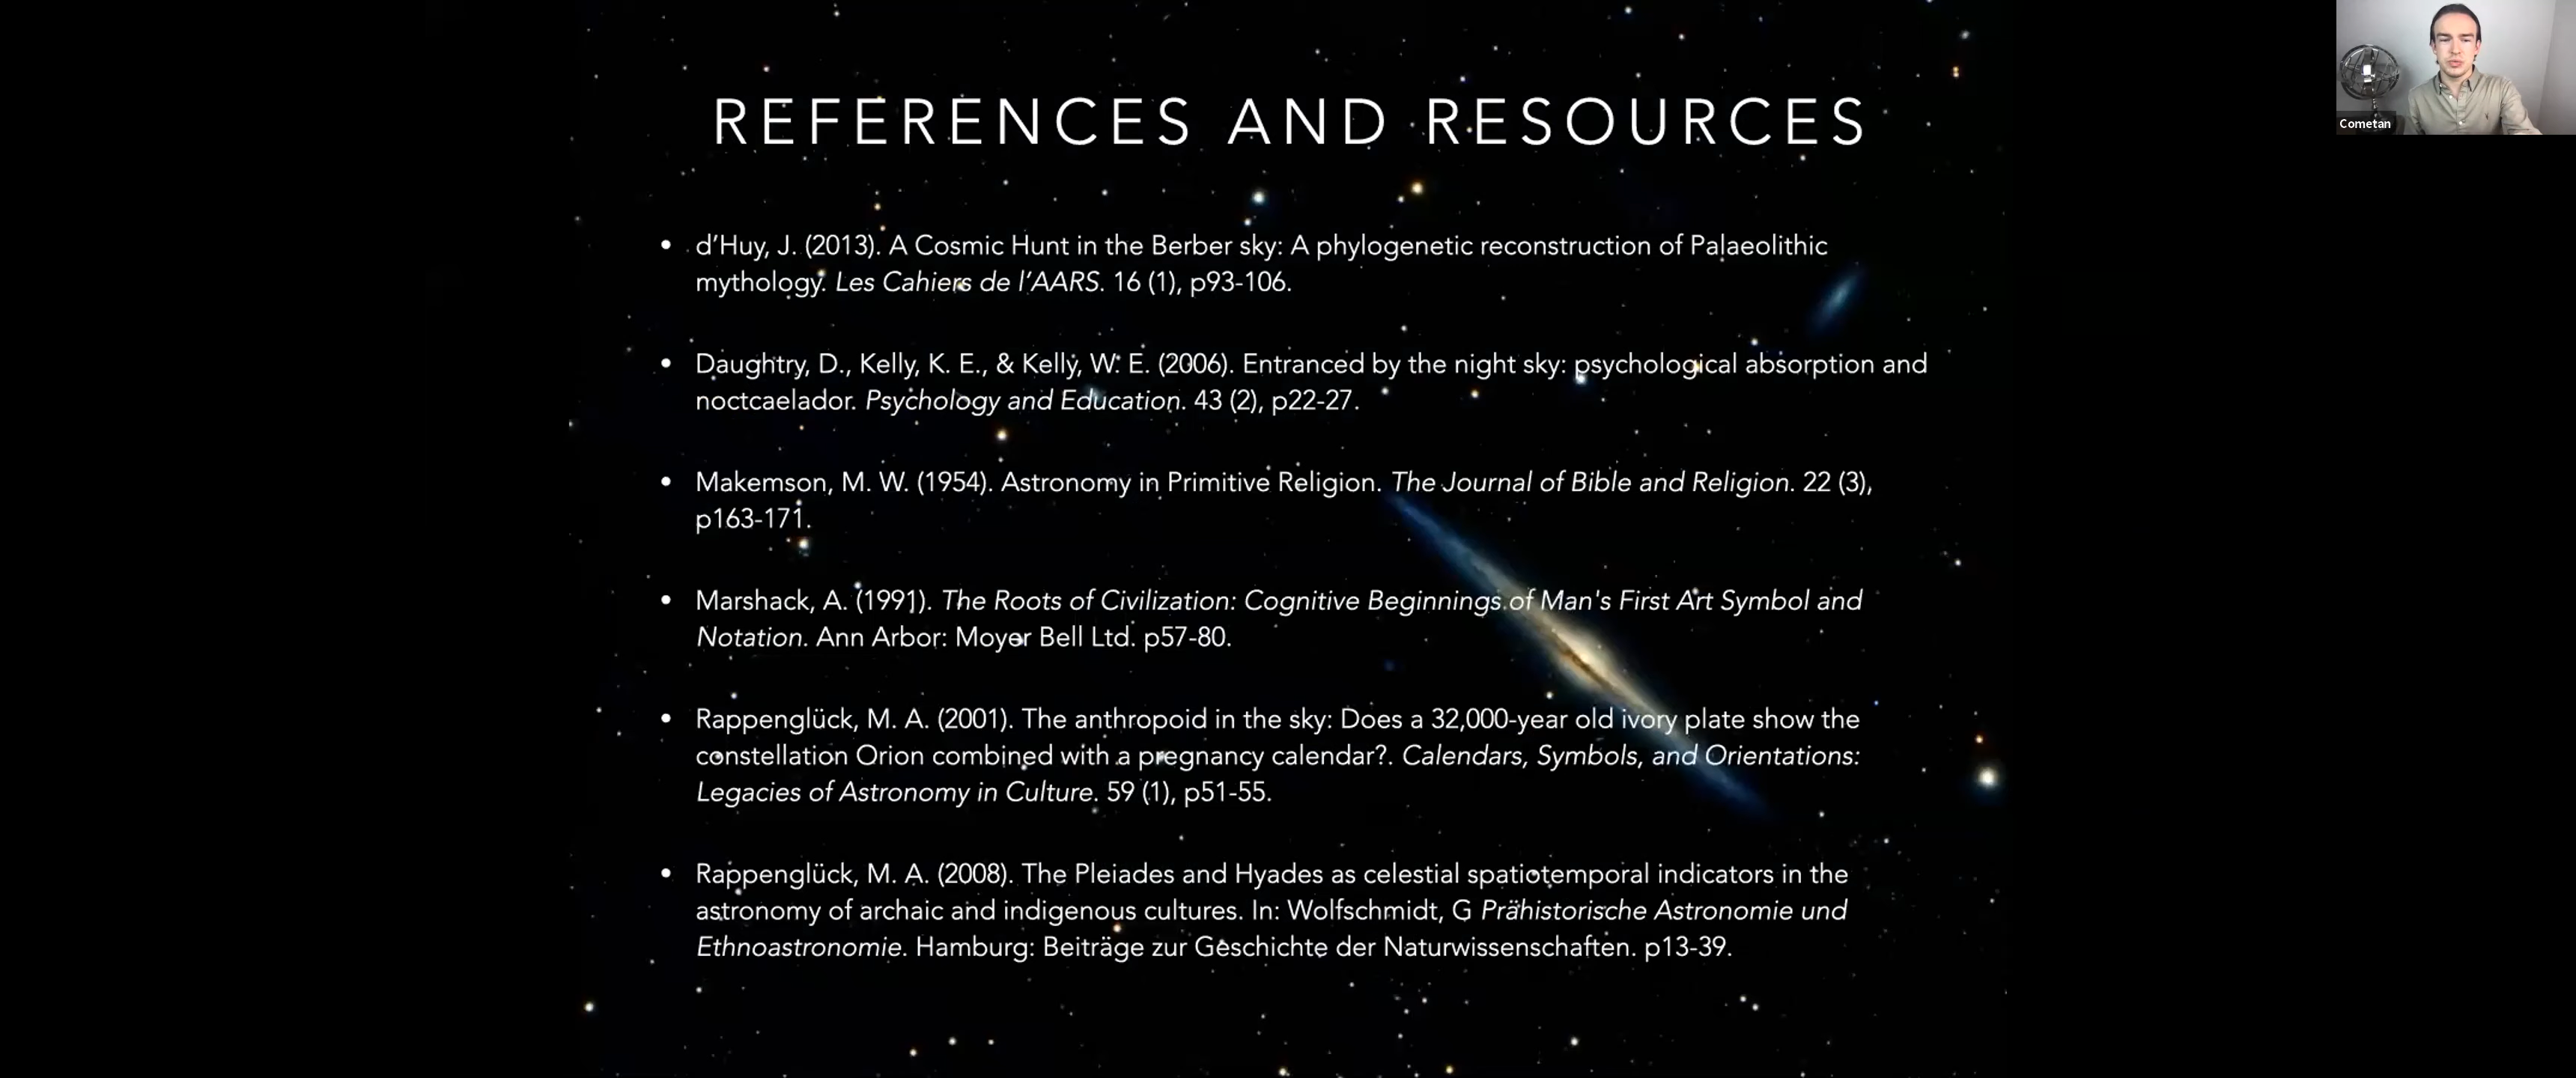 REFERENCES AND RESOURCES
Cometan
• d’Huy, J. (2013). A Cosmic Hunt in the Berber sky: A phylogenetic reconstruction of Palaeolithic
mythology. Les Cahiers de l’AARS. 16 (1), p93-106.
• Daughtry, D., Kelly, K. E., & Kelly, W. E. (2006). Entranced by the night sky: psychological absorption and
noctcaelador. Psychology and Education. 43 (2), p22-27.
• Makemson, M. W. (1954). Astronomy in Primitive Religion. The Journal of Bible and Religion. 22 (3),
p163-171.
• Marshack, A. (1991). The Roots of Civilization: Cognitive Beginnings of Man's First Art Symbol and
Notation. Ann Arbor: Moyer Bell Ltd. p57-80.
• Rappenglück, M. A. (2001). The anthropoid in the sky: Does a 32,000-year old ivory plate show the
constellation Orion combined with a pregnancy calendar?. Calendars, Symbols, and Orientations:
Legacies of Astronomy in Culture. 59 (1), p51-55.
• Rappenglück, M. A. (2008). The Pleiades and Hyades as celestial spatiotemporal indicators in the
astronomy of archaic and indigenous cultures. In: Wolfschmidt, G Prähistorische Astronomie und
Ethnoastronomie. Hamburg: Beiträge zur Geschichte der Naturwissenschaften. p13-39.